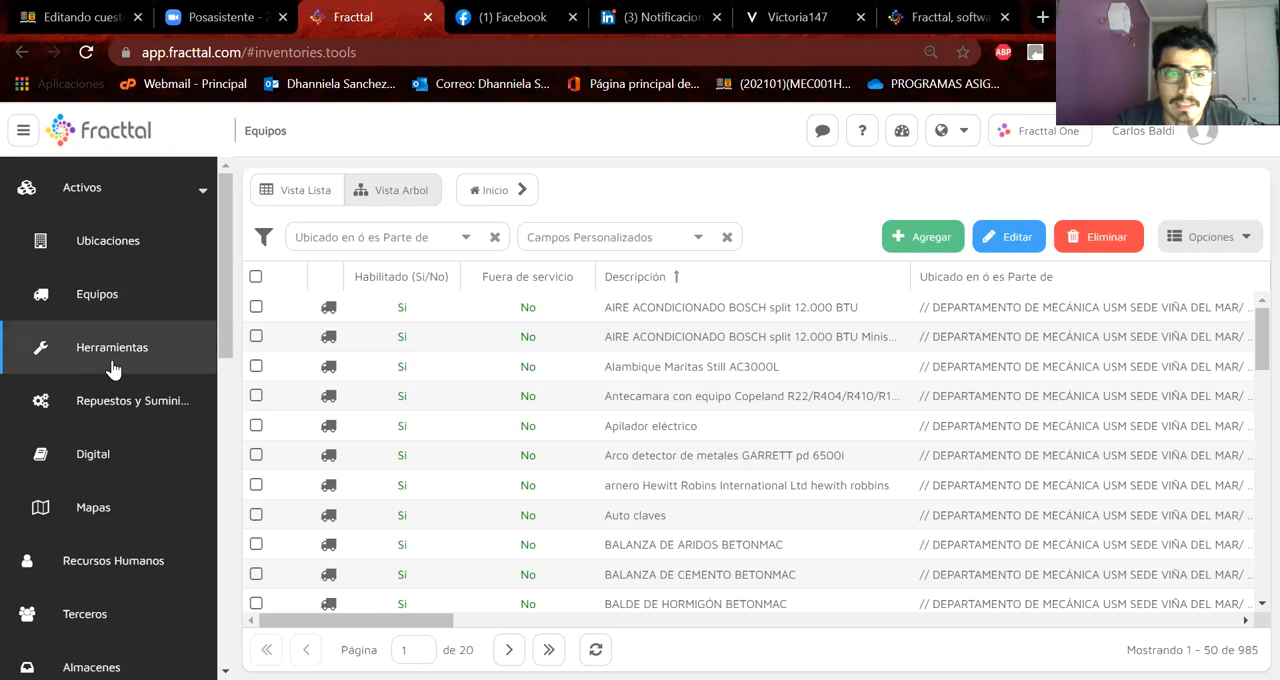 Editando cuest
Posasistente - Z
Fracttal
(1) Facebook
(3) Notificacion
Victoria147
Fracttal, softwa
app.fracttal.com/#inventories.tools
ABP
Aplicaciones
Webmail - Principal
Dhanniela Sanchez...
Correo: Dhanniela S...
Página principal de...
(202101)(MEC001H...
PROGRAMAS ASIG...
fracttal
Equipos
Fracttal One
Carlos Baldi
Activos
Ubicaciones
Equipos
Herramientas
Repuestos y Sumini...
Digital
Mapas
Recursos Humanos
Terceros
Almacenes
Vista Lista
Vista Arbol
Inicio
Ubicado en ó es Parte de
Campos Personalizados
Agregar
Editar
Eliminar
Opciones
Habilitado (Si/No) Fuera de servicio Descripción Ubicado en ó es Parte de
Si No AIRE ACONDICIONADO BOSCH split 12.000 BTU // DEPARTAMENTO DE MECÁNICA USM SEDE VIÑA DEL MAR/ ...
Si No AIRE ACONDICIONADO BOSCH split 12.000 BTU Minis... // DEPARTAMENTO DE MECÁNICA USM SEDE VIÑA DEL MAR/ ...
Si No Alambique Maritas Still AC3000L // DEPARTAMENTO DE MECÁNICA USM SEDE VIÑA DEL MAR/ ...
Si No Antecamara con equipo Copeland R22/R404/R410/R1... // DEPARTAMENTO DE MECÁNICA USM SEDE VIÑA DEL MAR/ ...
Si No Apilador eléctrico // DEPARTAMENTO DE MECÁNICA USM SEDE VIÑA DEL MAR/ ...
Si No Arco detector de metales GARRETT pd 6500i // DEPARTAMENTO DE MECÁNICA USM SEDE VIÑA DEL MAR/ ...
Si No arnero Hewitt Robins International Ltd hewith robbins // DEPARTAMENTO DE MECÁNICA USM SEDE VIÑA DEL MAR/ ...
Si No Auto claves // DEPARTAMENTO DE MECÁNICA USM SEDE VIÑA DEL MAR/ ...
Si No BALANZA DE ARIDOS BETONMAC // DEPARTAMENTO DE MECÁNICA USM SEDE VIÑA DEL MAR/ ...
Si No BALANZA DE CEMENTO BETONMAC // DEPARTAMENTO DE MECÁNICA USM SEDE VIÑA DEL MAR/ ...
Si No BALDE DE HORMIGÓN BETONMAC // DEPARTAMENTO DE MECÁNICA USM SEDE VIÑA DEL MAR/ ...
Página 1 de 20
Mostrando 1 - 50 de 985